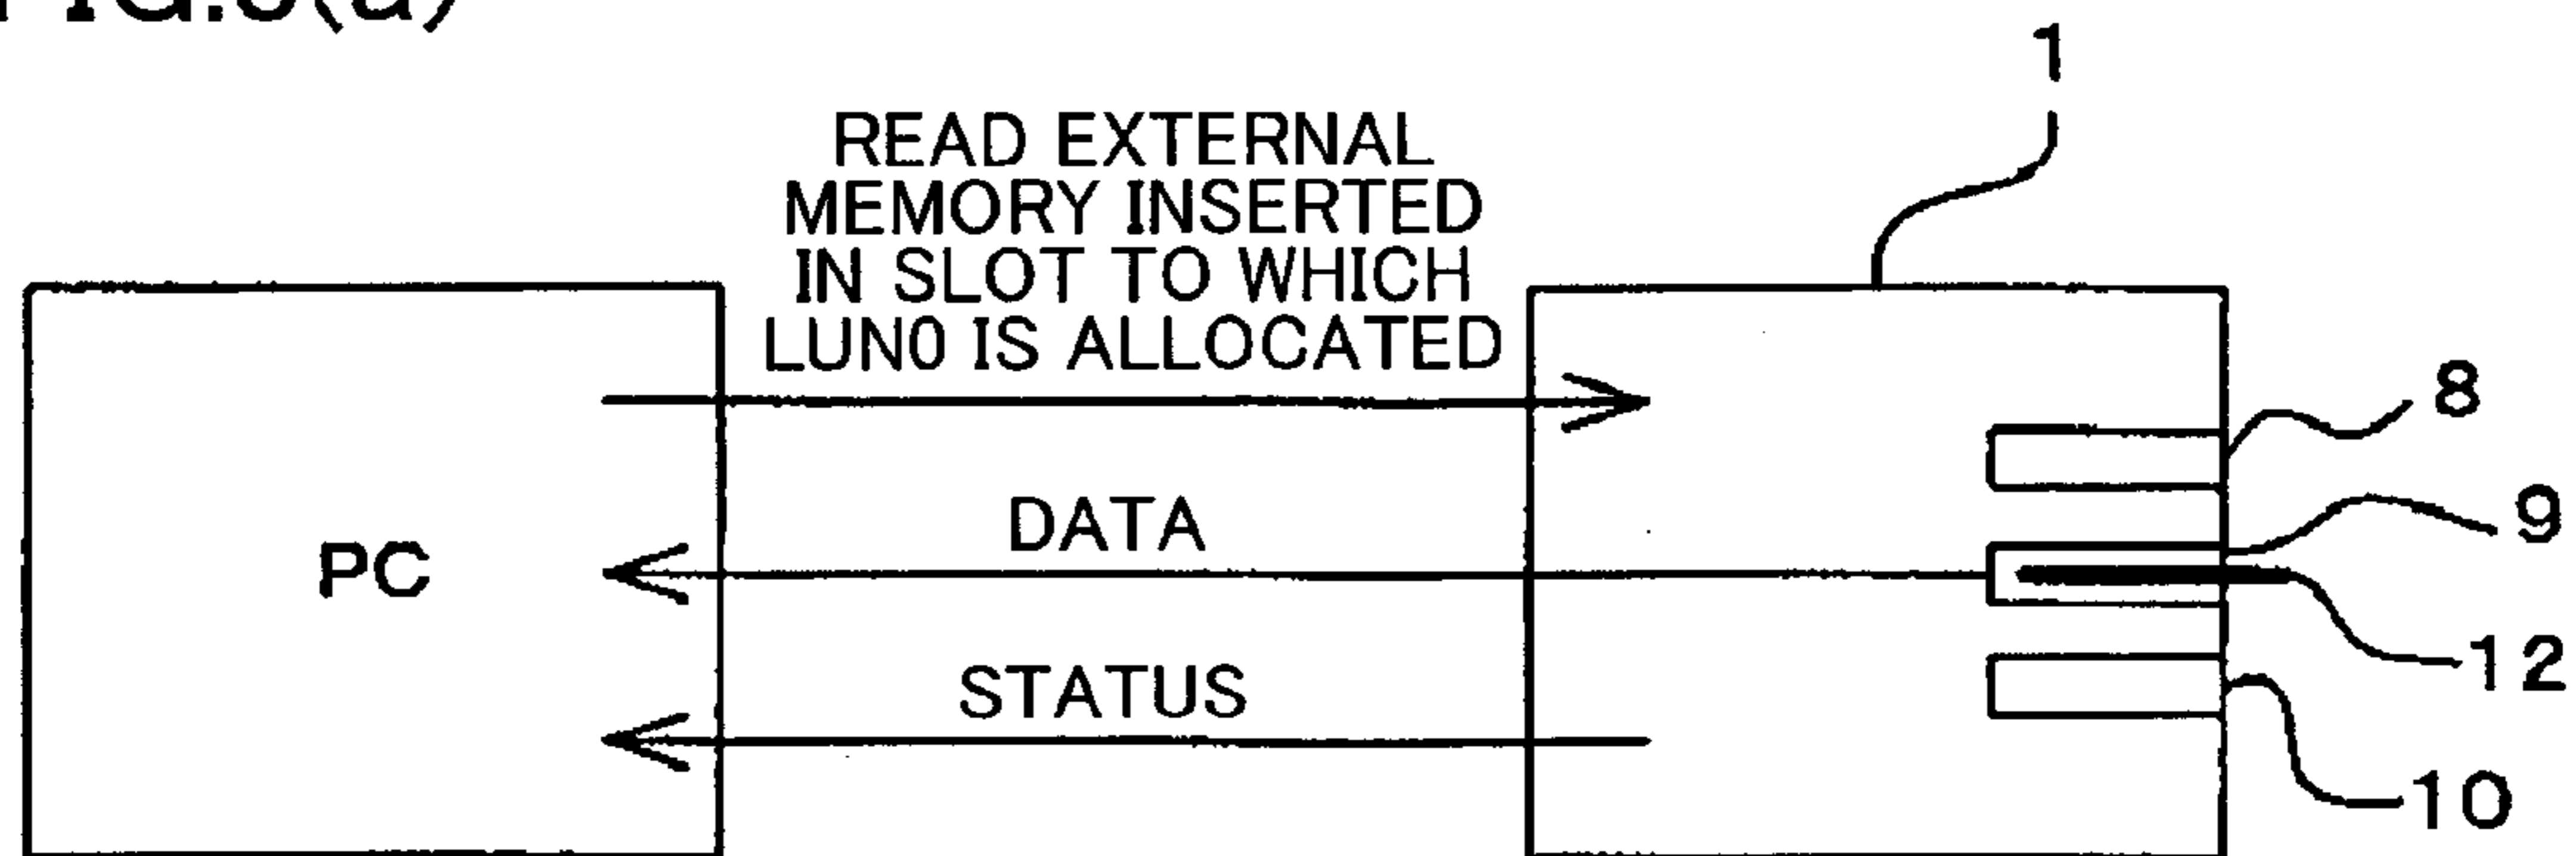 1
READ EXTERNAL
MEMORY INSERTED
IN SLOT TO WHICH
LUN0 IS ALLOCATED
8
DATA
9
PC
12
STATUS
10